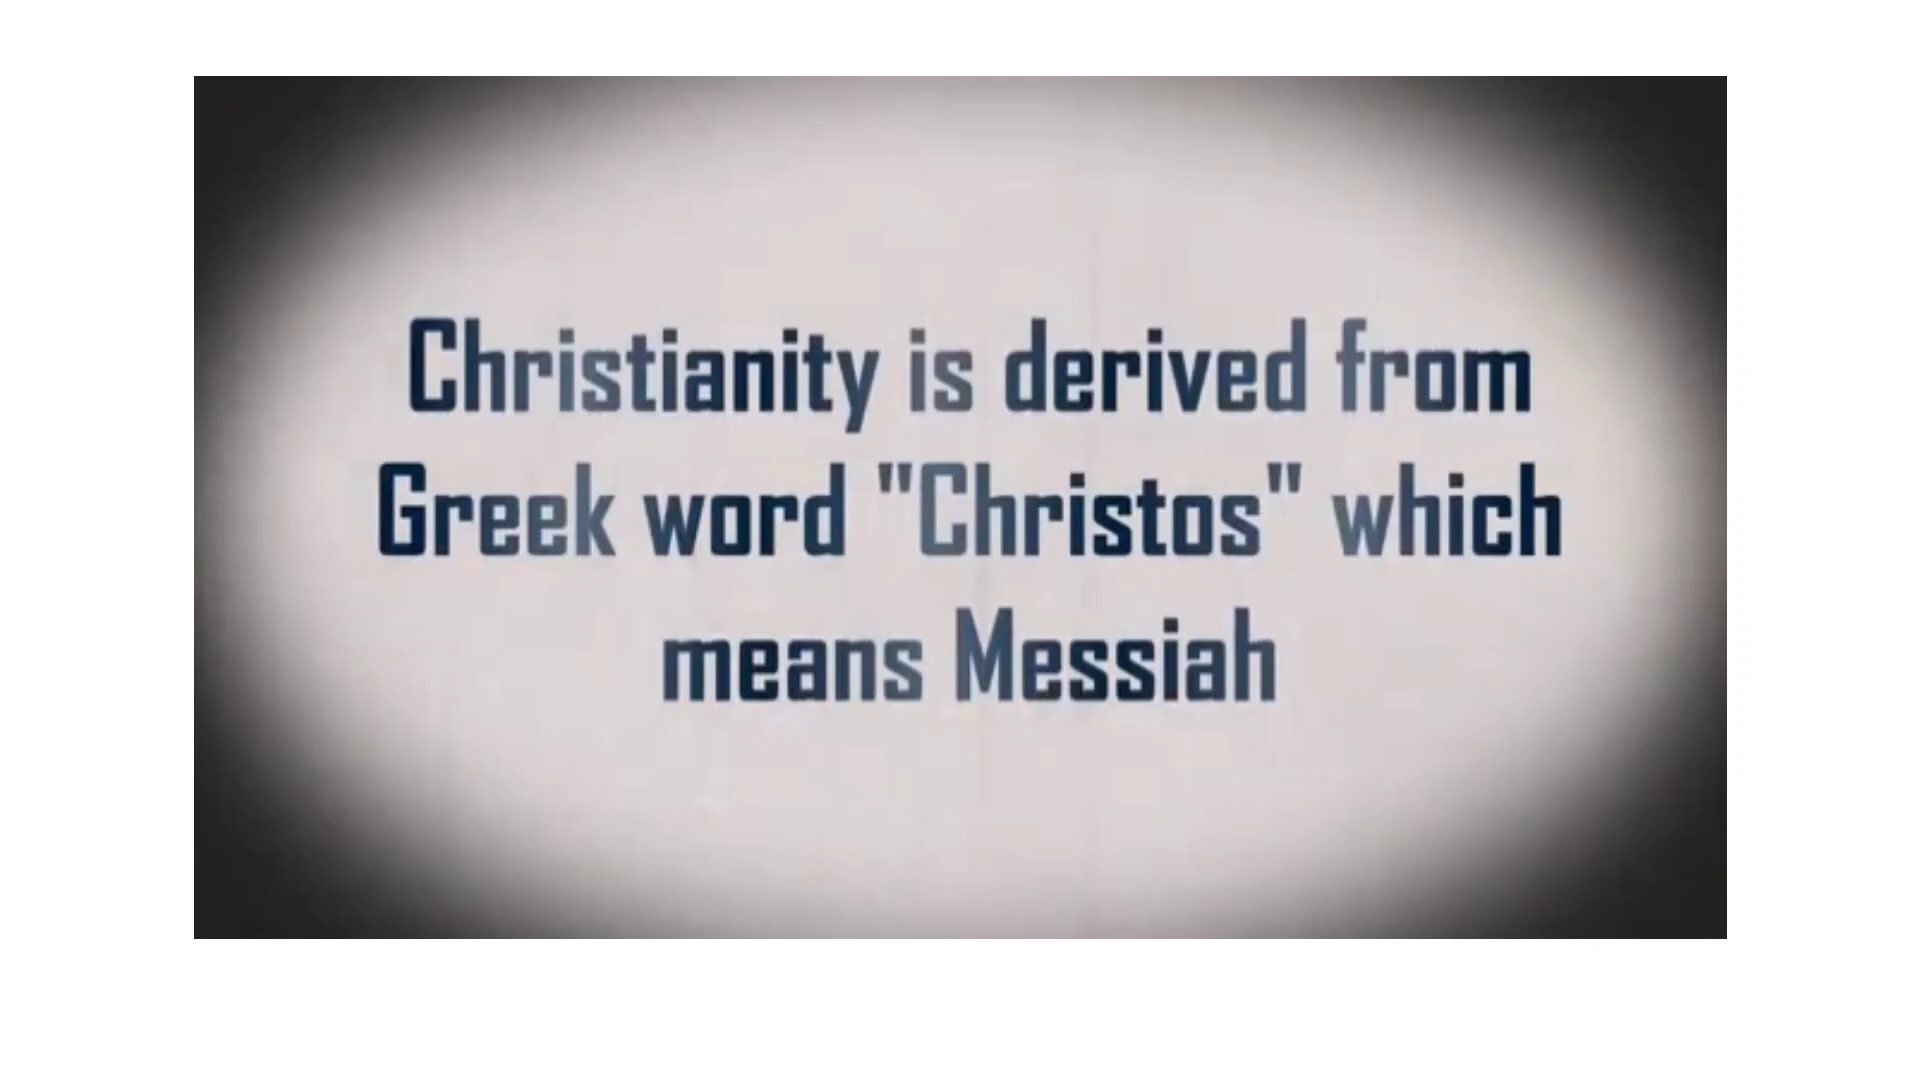 Christianity is derived from
Greek word "Christos" which
means Messiah